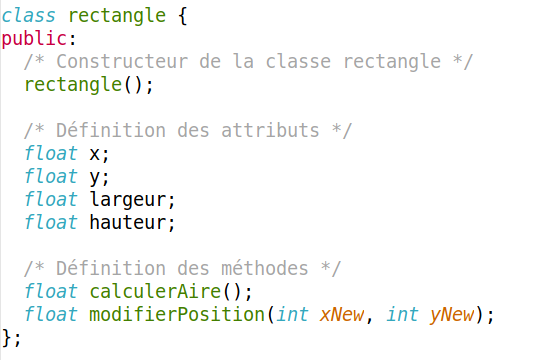 class rectangle {
public:
  /* Constructeur de la classe rectangle */
  rectangle();

  /* Définition des attributs */
  float x;
  float y;
  float largeur;
  float hauteur;

  /* Définition des méthodes */
  float calculerAire();
  float modifierPosition(int xNew, int yNew);
};